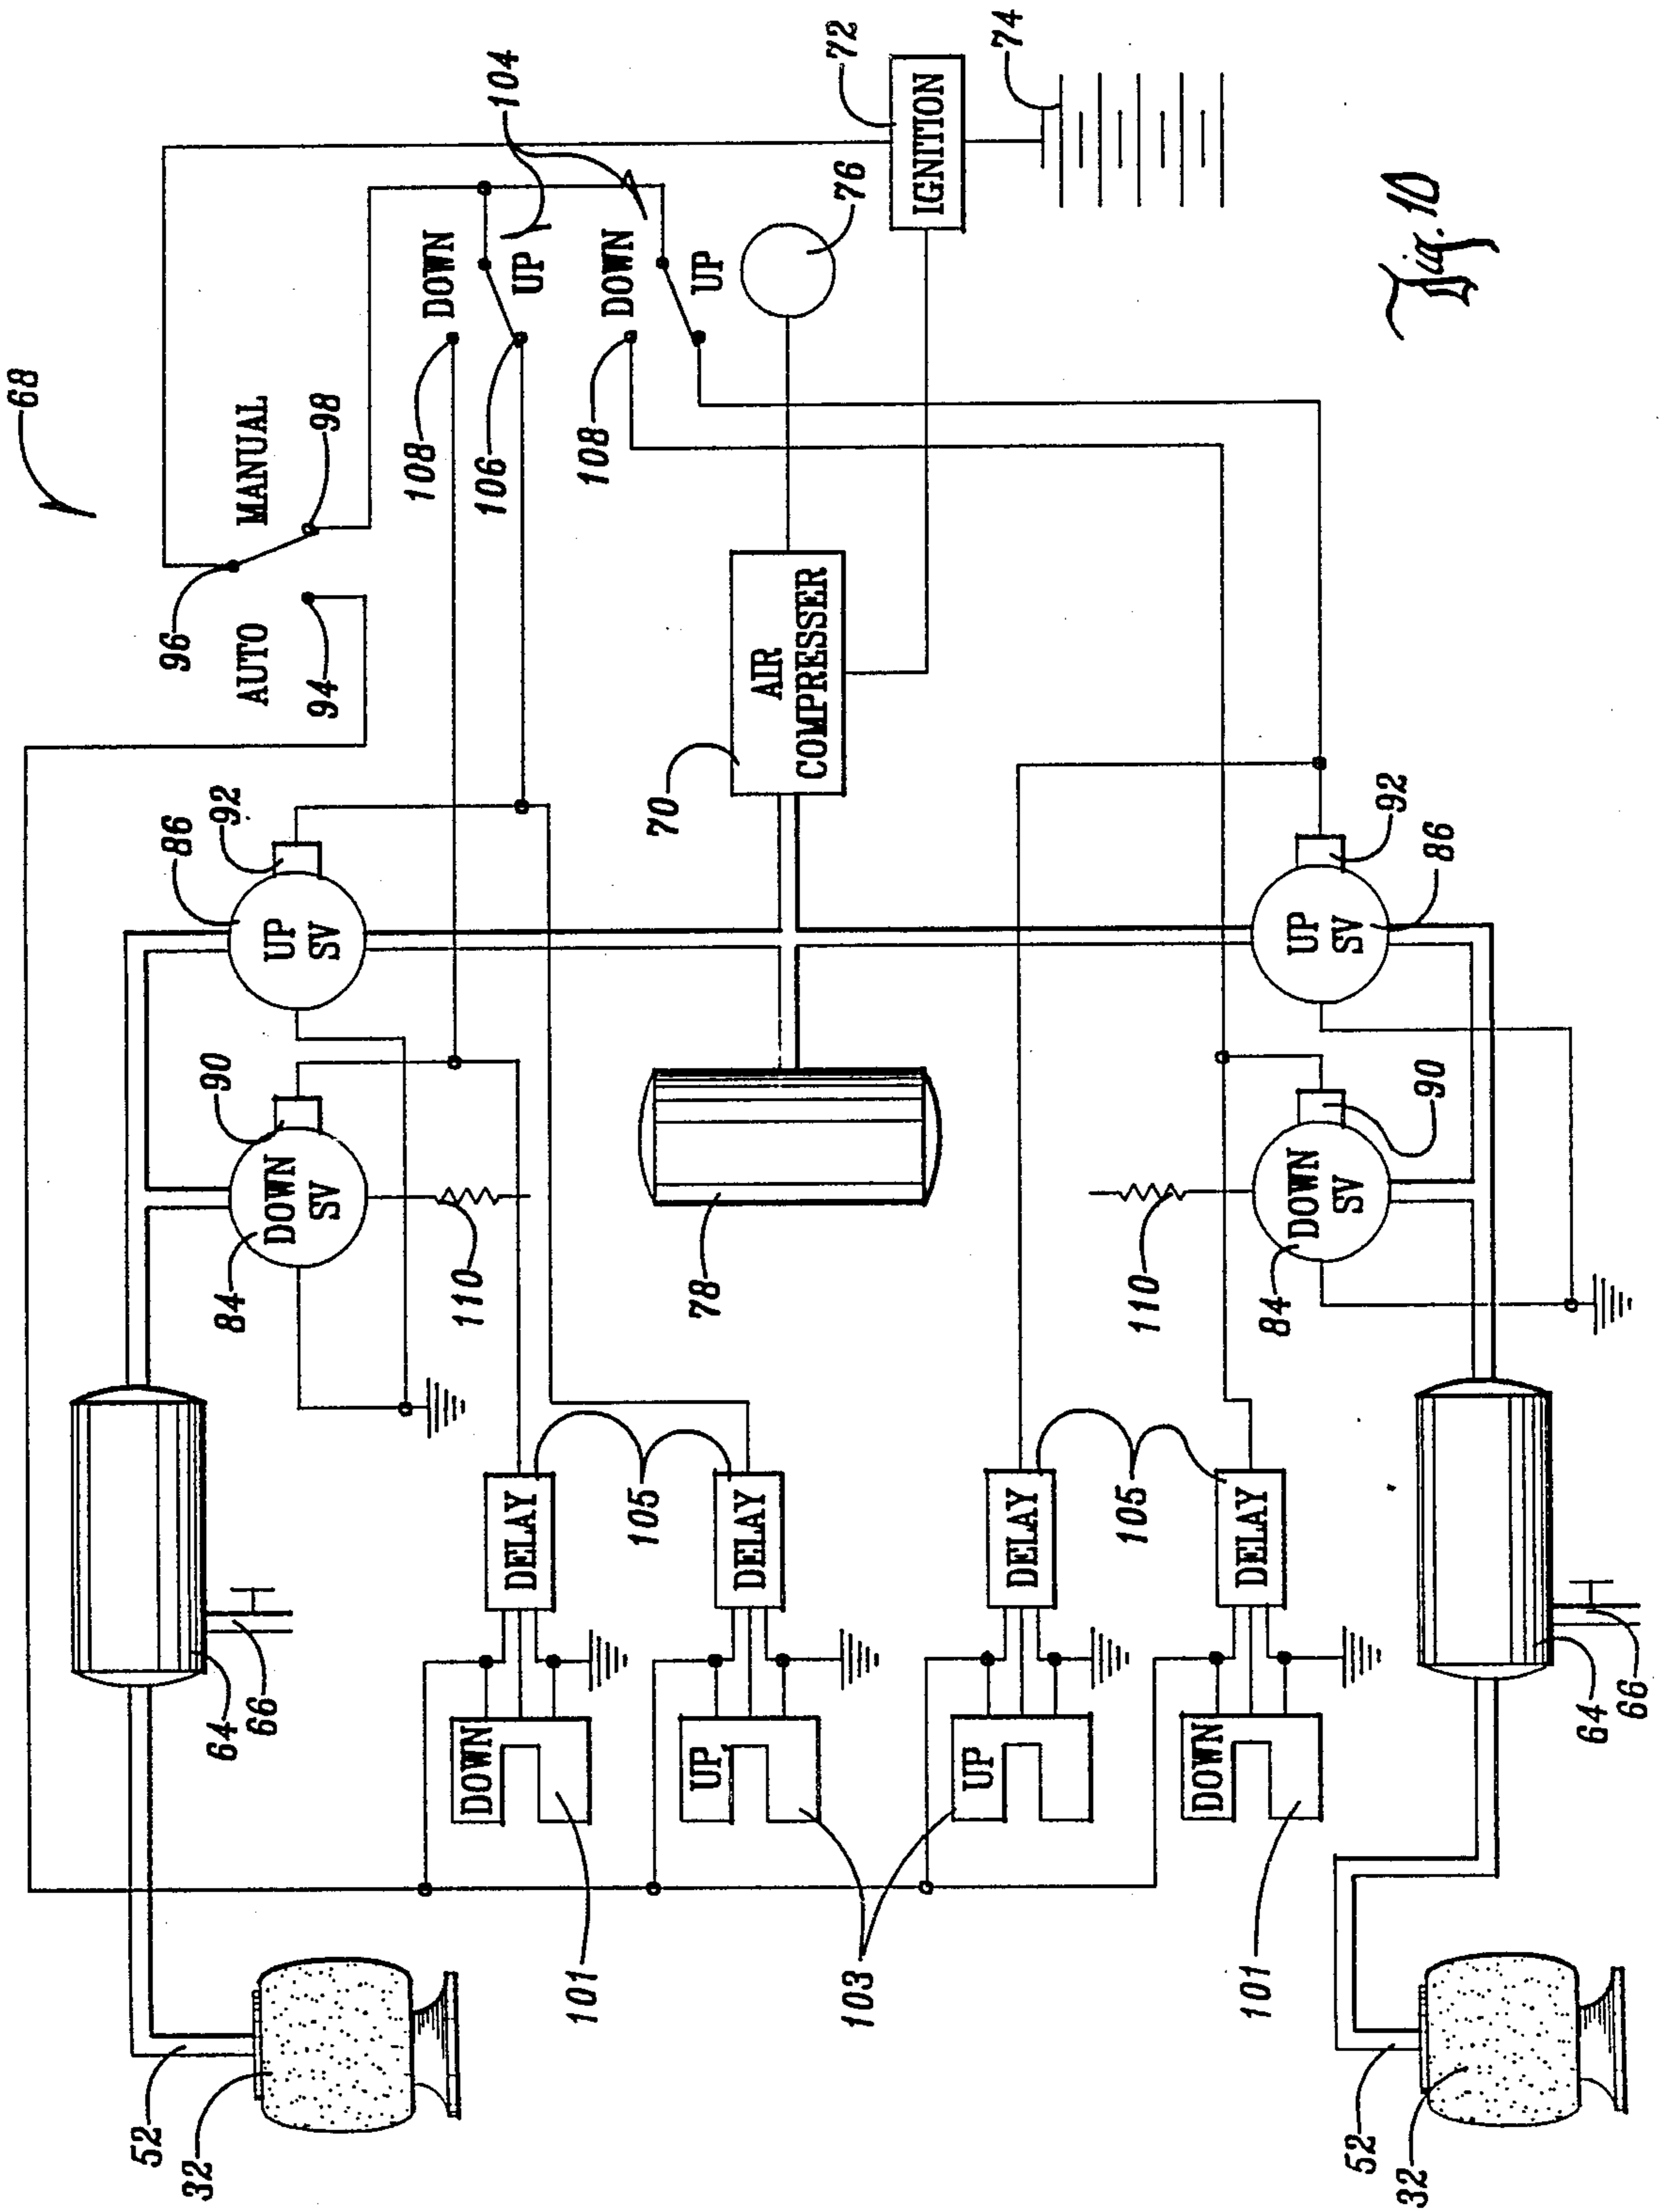 68
MANUAL
96
98
AUTO
94
104
DOWN
UP
108
106
DOWN
UP
108
72
IGNITION
74
76
AIR
COMPRESSER
70
86
92
UP
SV
90
DOWN
SV
84
110
78
64
66
DELAY
105
DELAY
DOWN
101
UP
103
52
32
92
86
UP
SV
90
DOWN
SV
84
110
DELAY
105
DELAY
UP
DOWN
101
64
66
52
32
Fig. 10